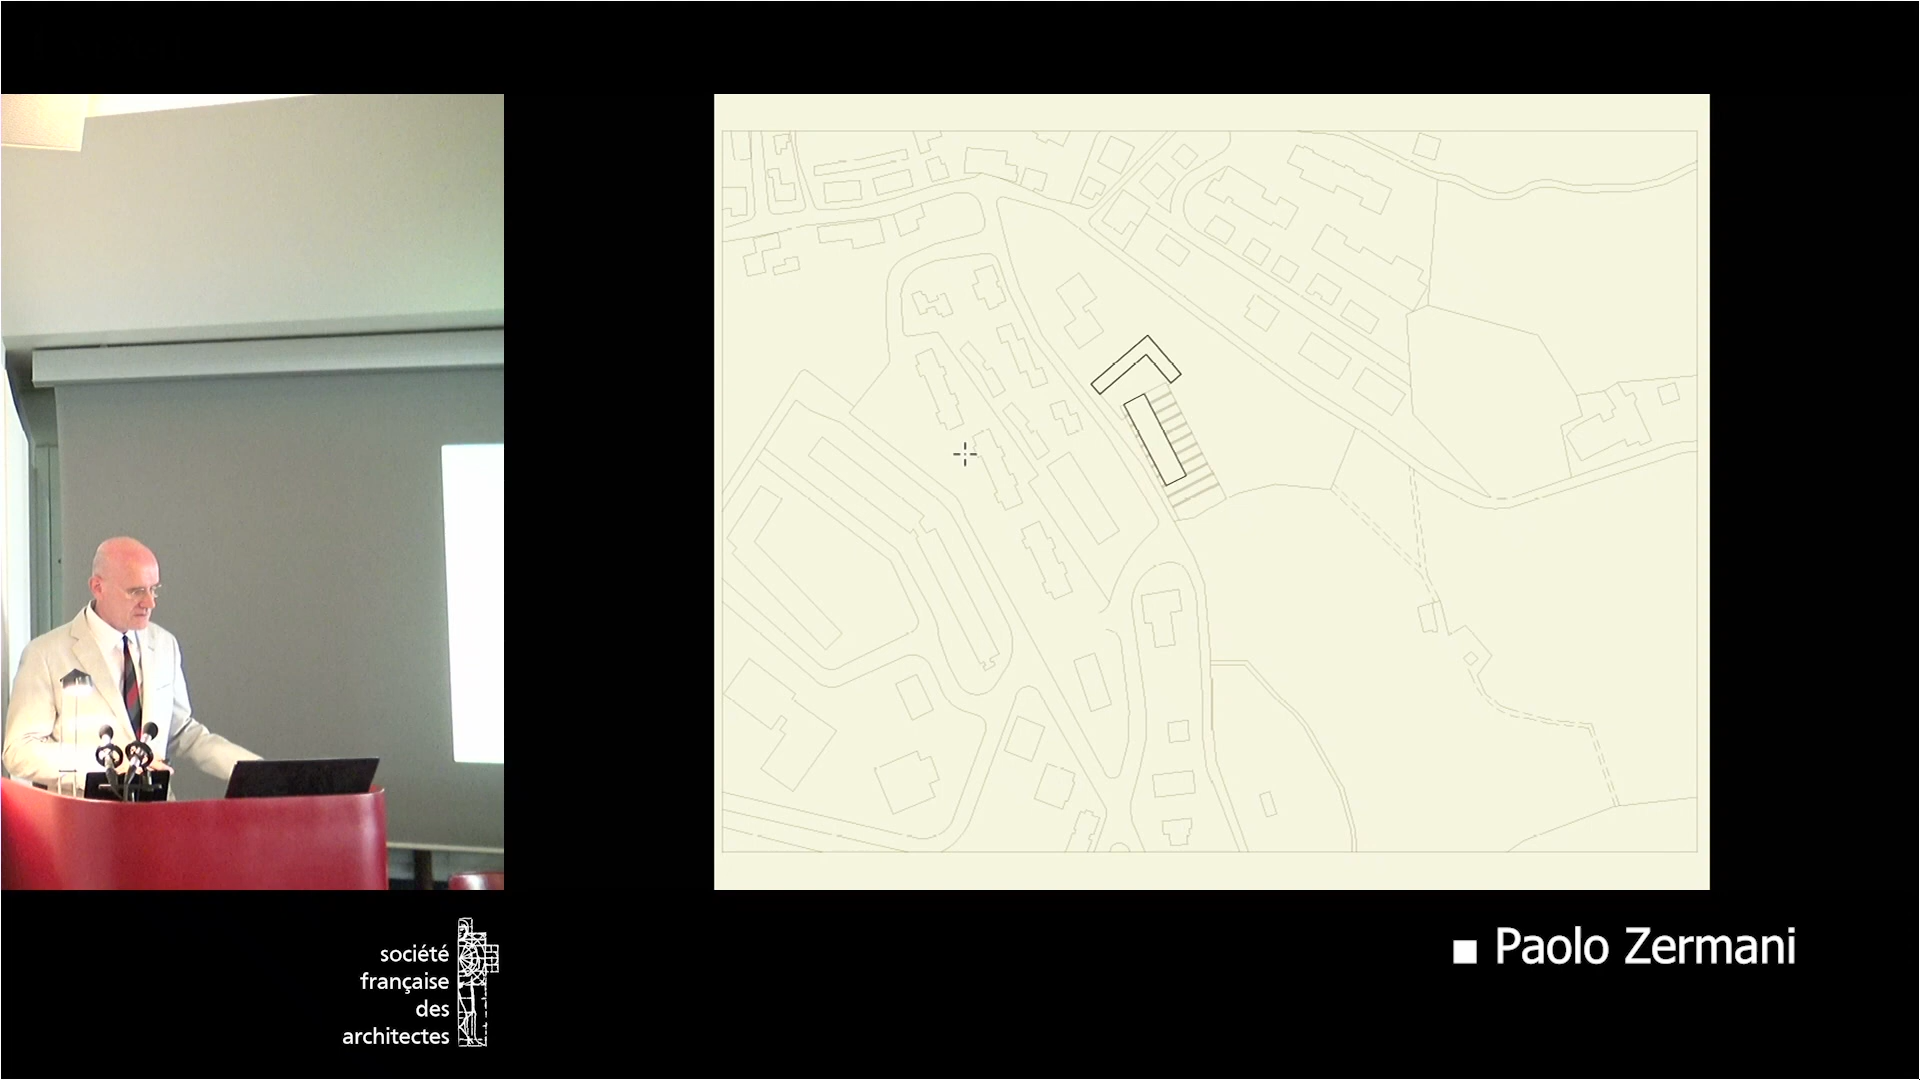 société
française
des
architectes
Paolo Zermani